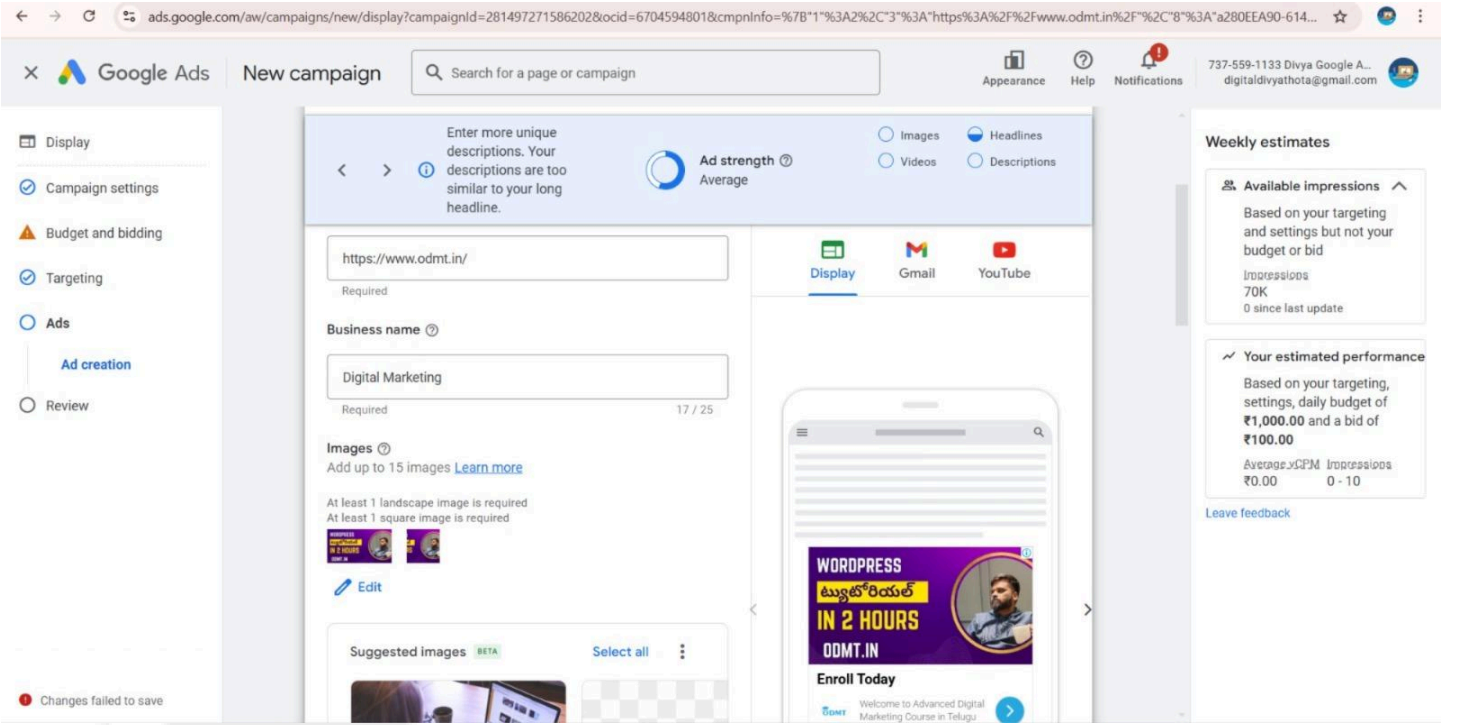 ads.google.com/aw/campaigns/new/display?campaignId=281497271586202&ocid=6704594801&cmpnInfo=%7B"1"%3A2%2C"3"%3A"https%3A%2F%2Fwww.odmt.in%2F"%2C"8"%3A"a280EEA90-614...
Google Ads
New campaign
Search for a page or campaign
Appearance
Help
Notifications
737-559-1133 Divya Google A...
digitaldivyathota@gmail.com
Display
Campaign settings
Budget and bidding
Targeting
Ads
Ad creation
Review
Changes failed to save
Enter more unique
descriptions. Your
descriptions are too
similar to your long
headline.
Ad strength
Average
Images
Headlines
Videos
Descriptions
https://www.odmt.in/
Required
Business name
Digital Marketing
Required
17 / 25
Images
Add up to 15 images Learn more
At least 1 landscape image is required
At least 1 square image is required
WORDPRESS
IN 2 HOURS
Edit
Suggested images BETA
Select all
Display
Gmail
YouTube
WORDPRESS
ట్యుటోరియల్
IN 2 HOURS
ODMT.IN
Enroll Today
ODMT
Welcome to Advanced Digital
Marketing Course in Telugu
Weekly estimates
Available impressions
Based on your targeting
and settings but not your
budget or bid
Impressions
70K
0 since last update
Your estimated performance
Based on your targeting,
settings, daily budget of
₹1,000.00 and a bid of
₹100.00
Average vCPM Impressions
₹0.00 0 - 10
Leave feedback